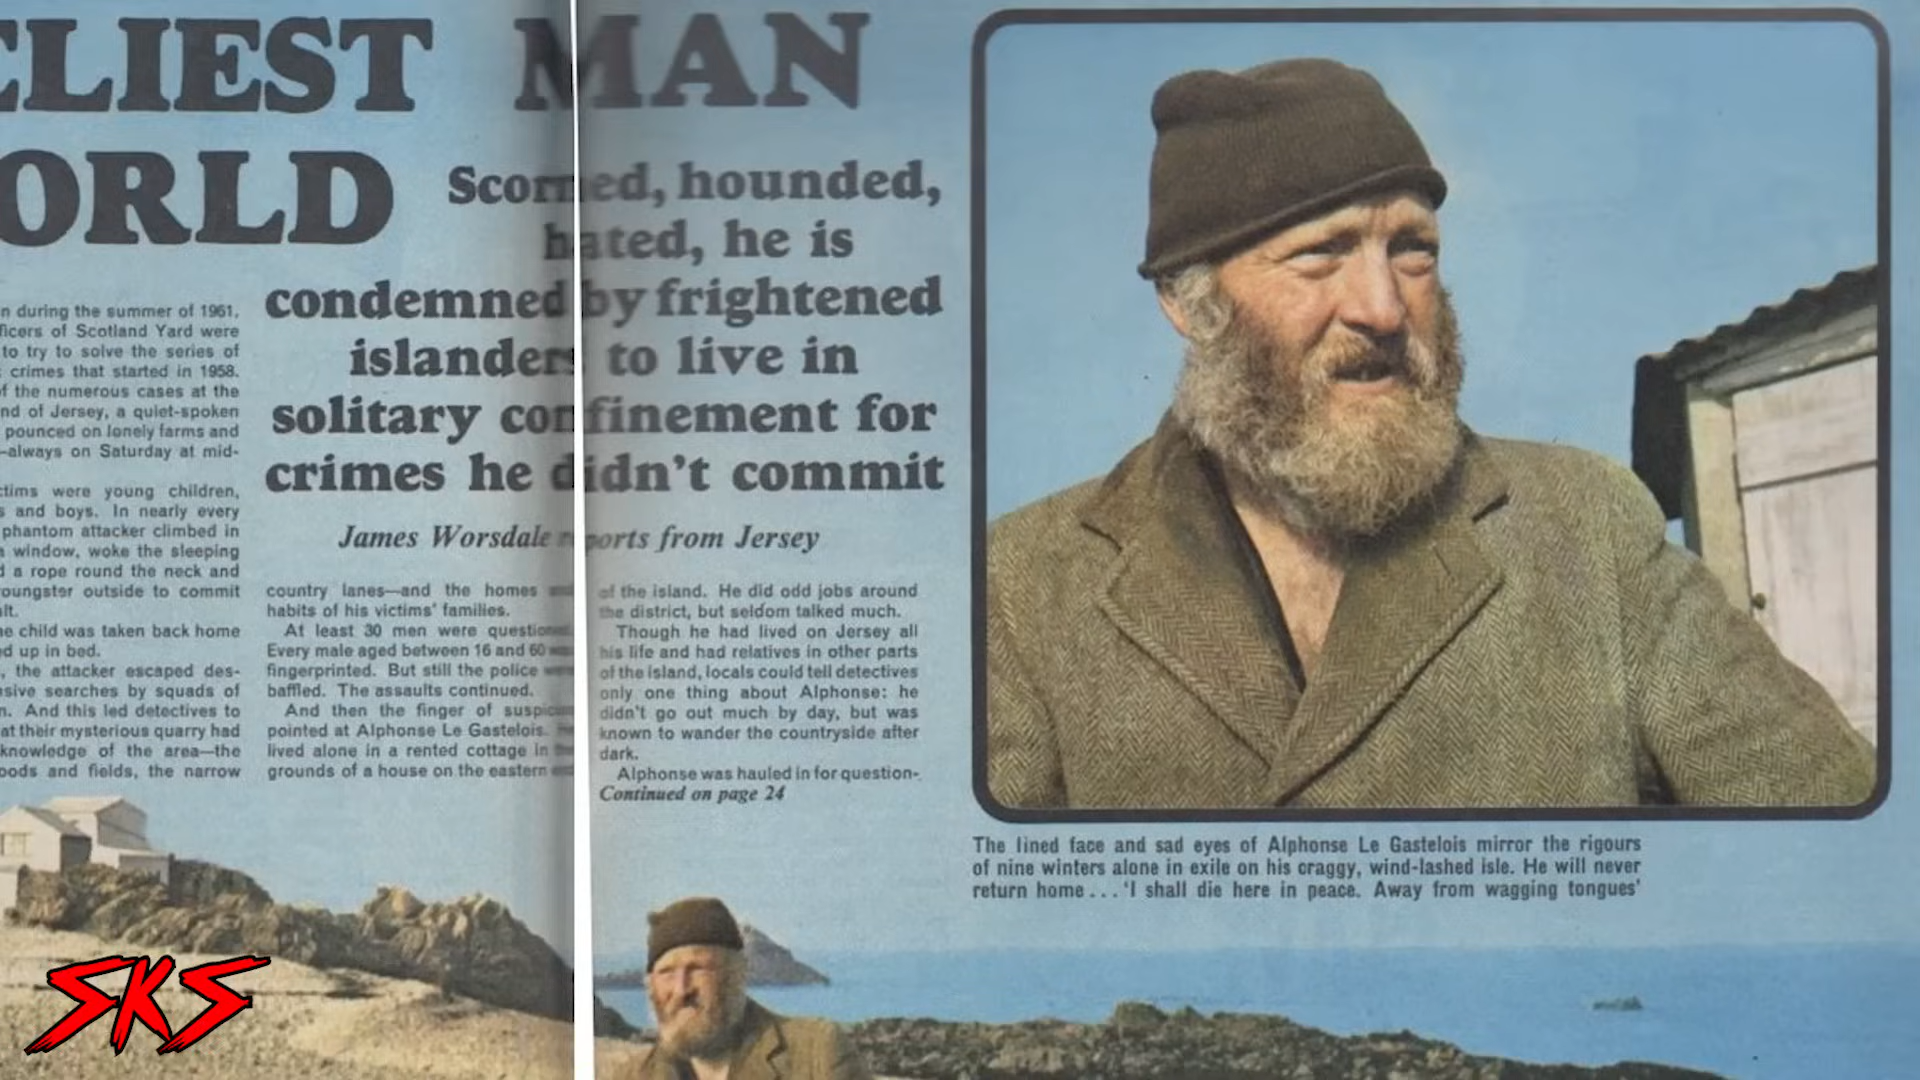 LIEST MAN
ORLD
Scorned, hounded,
hated, he is
condemned by frightened
islanders to live in
solitary confinement for
crimes he didn't commit
James Worsdale reports from Jersey
n during the summer of 1961,
ficers of Scotland Yard were
to try to solve the series of
crimes that started in 1958.
of the numerous cases at the
nd of Jersey, a quiet-spoken
pounced on lonely farms and
—always on Saturday at mid-
ctims were young children,
s and boys. In nearly every
phantom attacker climbed in
a window, woke the sleeping
d a rope round the neck and
oungster outside to commit
lt.
he child was taken back home
ed up in bed.
, the attacker escaped des-
nsive searches by squads of
n. And this led detectives to
at their mysterious quarry had
knowledge of the area—the
oods and fields, the narrow
country lanes—and the homes and
habits of his victims' families.
At least 30 men were questioned.
Every male aged between 16 and 60 was
fingerprinted. But still the police were
baffled. The assaults continued.
And then the finger of suspicion
pointed at Alphonse Le Gastelois. He
lived alone in a rented cottage in the
grounds of a house on the eastern end
of the island. He did odd jobs around
the district, but seldom talked much.
Though he had lived on Jersey all
his life and had relatives in other parts
of the island, locals could tell detectives
only one thing about Alphonse: he
didn't go out much by day, but was
known to wander the countryside after
dark.
Alphonse was hauled in for question-
Continued on page 24
The lined face and sad eyes of Alphonse Le Gastelois mirror the rigours
of nine winters alone in exile on his craggy, wind-lashed isle. He will never
return home . . . 'I shall die here in peace. Away from wagging tongues'
SKS